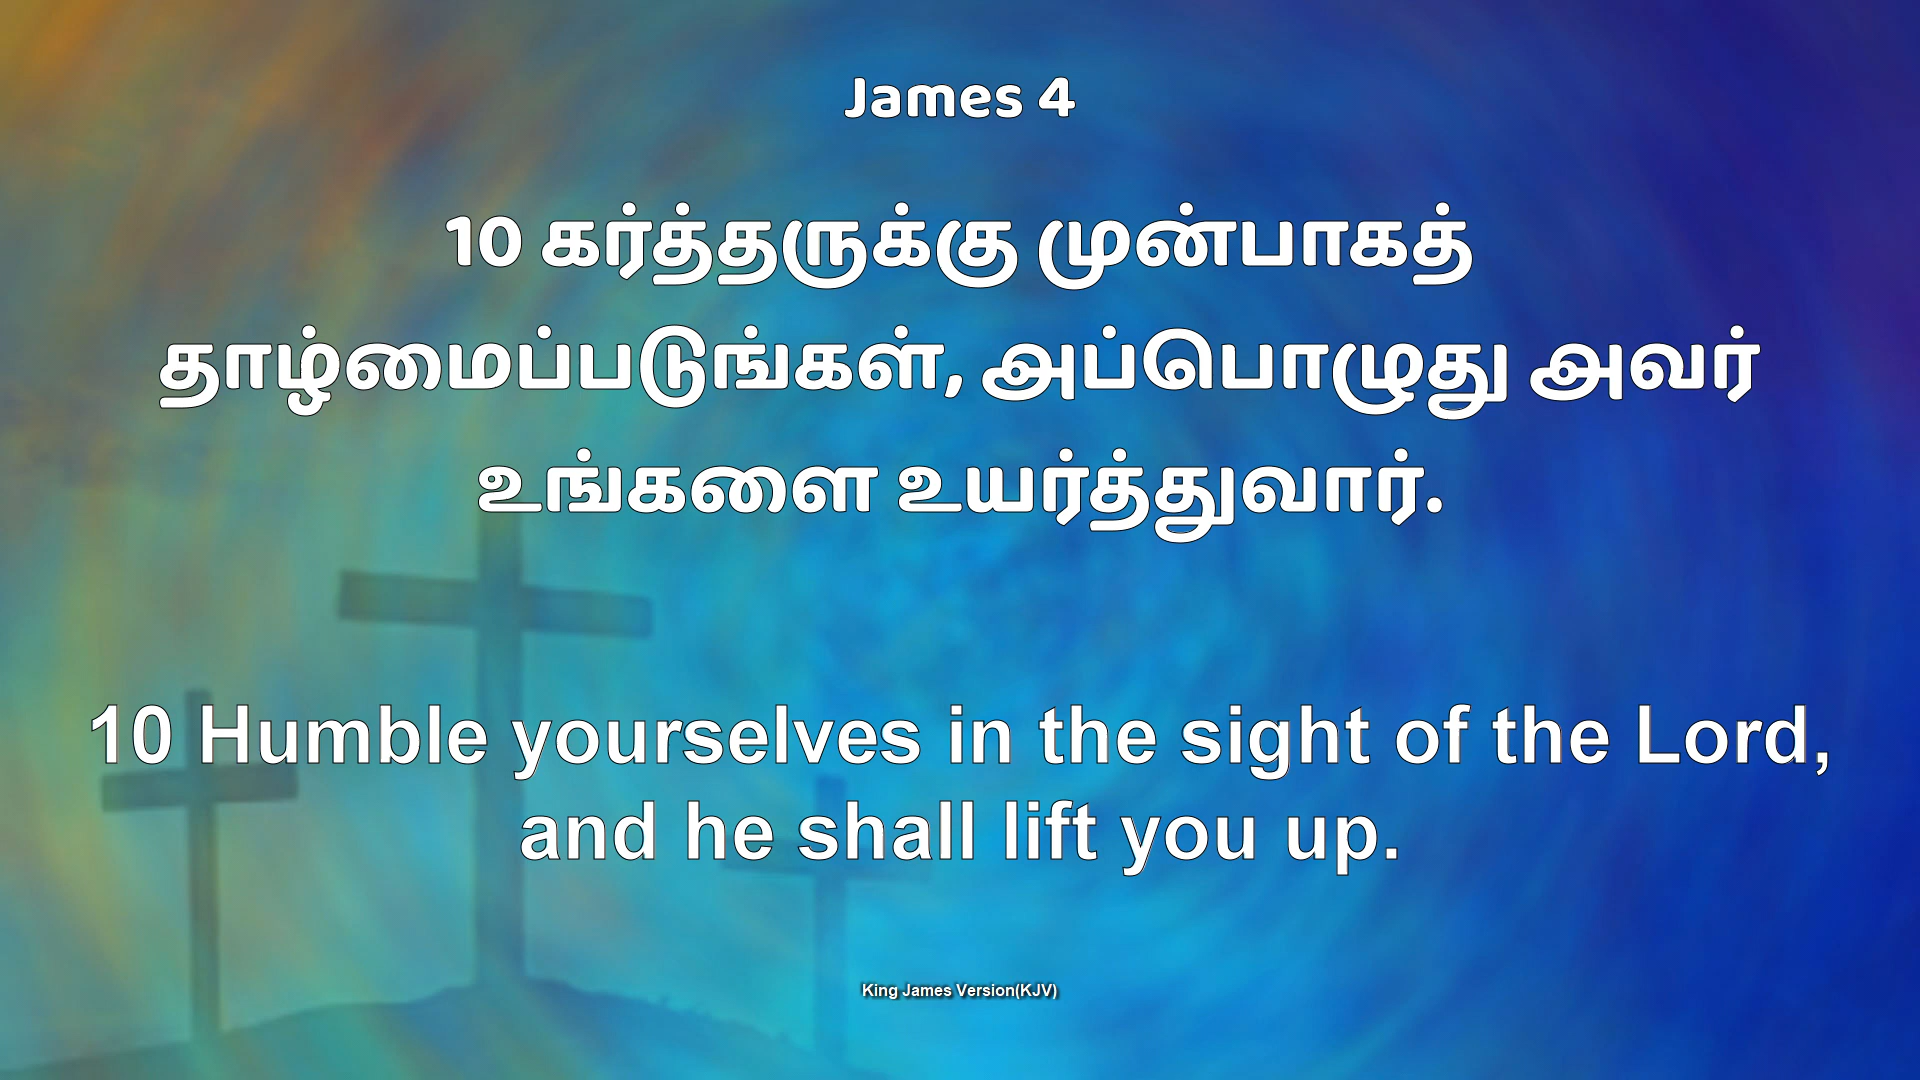 James 4
10 கர்த்தருக்கு முன்பாகத்
தாழ்மைப்படுங்கள், அப்பொழுது அவர்
உங்களை உயர்த்துவார்.
10 Humble yourselves in the sight of the Lord,
and he shall lift you up.
King James Version(KJV)